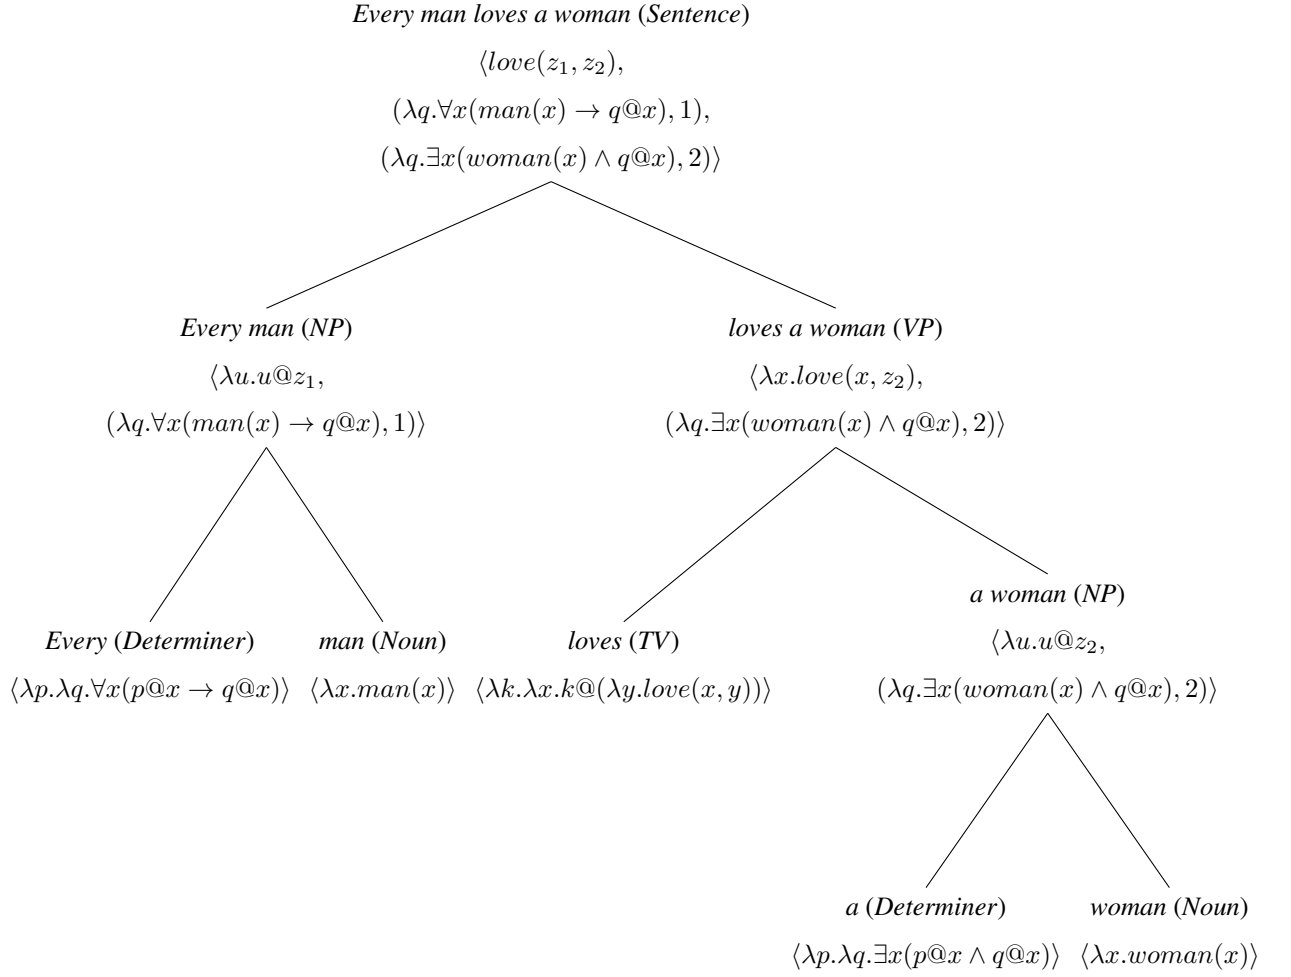 Every man loves a woman (Sentence)
⟨love(z₁, z₂),
(λq.∀x(man(x) → q@x), 1),
(λq.∃x(woman(x) ∧ q@x), 2)⟩
Every man (NP)
⟨λu.u@z₁,
(λq.∀x(man(x) → q@x), 1)⟩
loves a woman (VP)
⟨λx.love(x, z₂),
(λq.∃x(woman(x) ∧ q@x), 2)⟩
Every (Determiner)
⟨λp.λq.∀x(p@x → q@x)⟩
man (Noun)
⟨λx.man(x)⟩
loves (TV)
⟨λk.λx.k@(λy.love(x, y))⟩
a woman (NP)
⟨λu.u@z₂,
(λq.∃x(woman(x) ∧ q@x), 2)⟩
a (Determiner)
⟨λp.λq.∃x(p@x ∧ q@x)⟩
woman (Noun)
⟨λx.woman(x)⟩